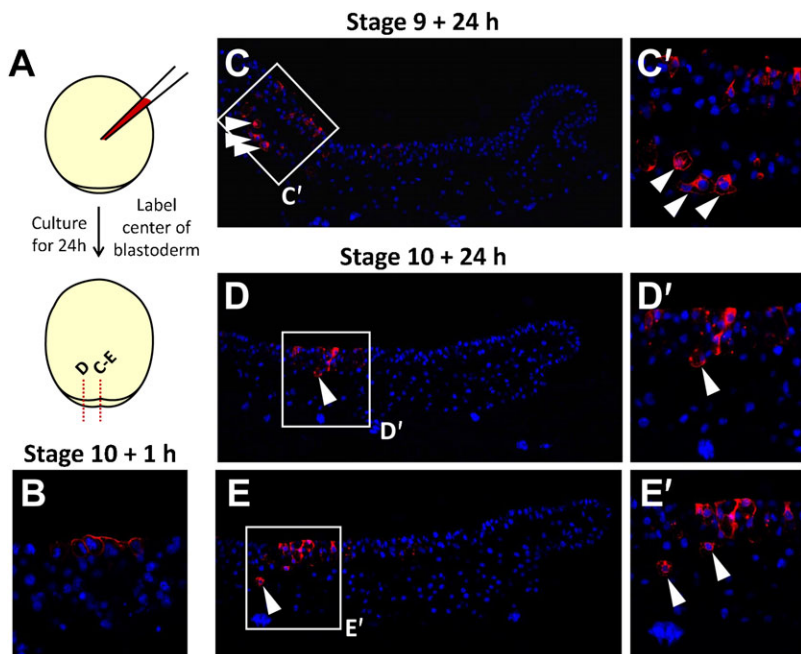 Stage 9 + 24 h
A
C
C′
C′
Label
center of
blastoderm
Culture
for 24h
Stage 10 + 24 h
D
D′
D′
D
C-E
Stage 10 + 1 h
B
E
E′
E′